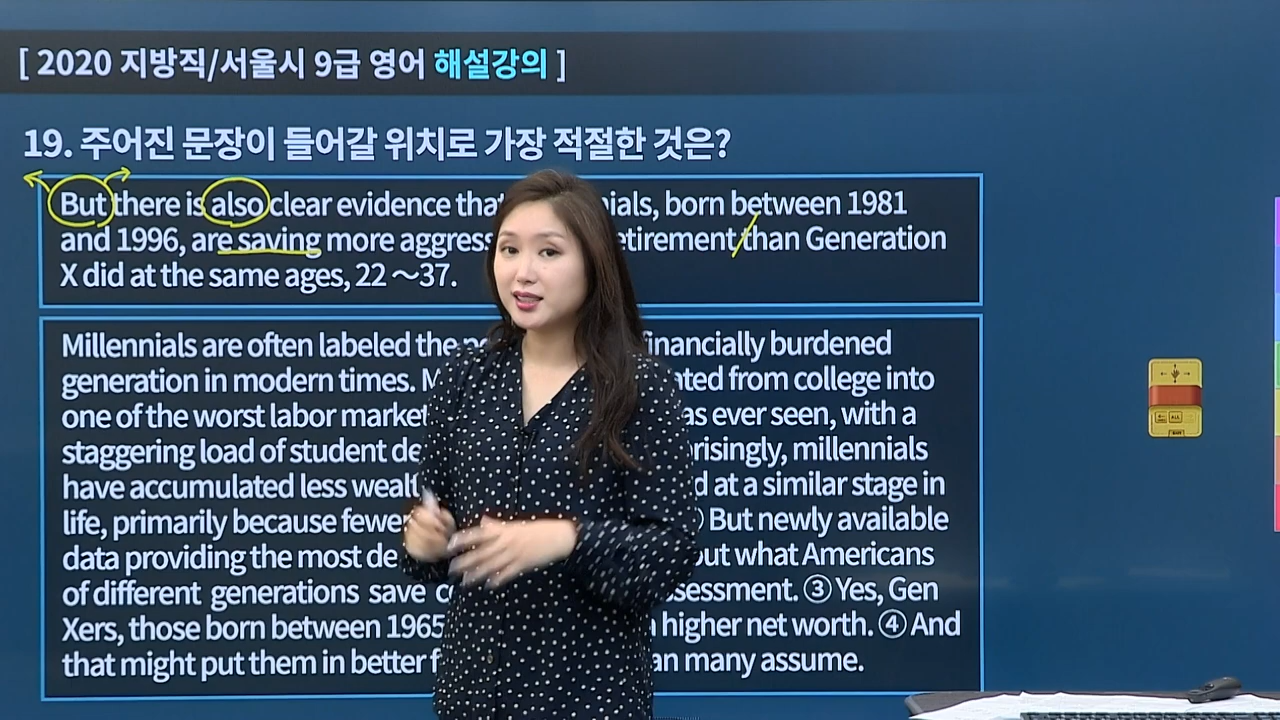 [ 2020 지방직/서울시 9급 영어 해설강의 ]
19. 주어진 문장이 들어갈 위치로 가장 적절한 것은?
But there is also clear evidence that nials, born between 1981
and 1996, are saving more aggress etirement than Generation
X did at the same ages, 22 ~37.
Millennials are often labeled the financially burdened
generation in modern times. ated from college into
one of the worst labor market as ever seen, with a
staggering load of student de prisingly, millennials
have accumulated less wealt d at a similar stage in
life, primarily because fewer But newly available
data providing the most de out what Americans
of different generations save co ssessment. ③ Yes, Gen
Xers, those born between 1965 higher net worth. ④ And
that might put them in better f an many assume.